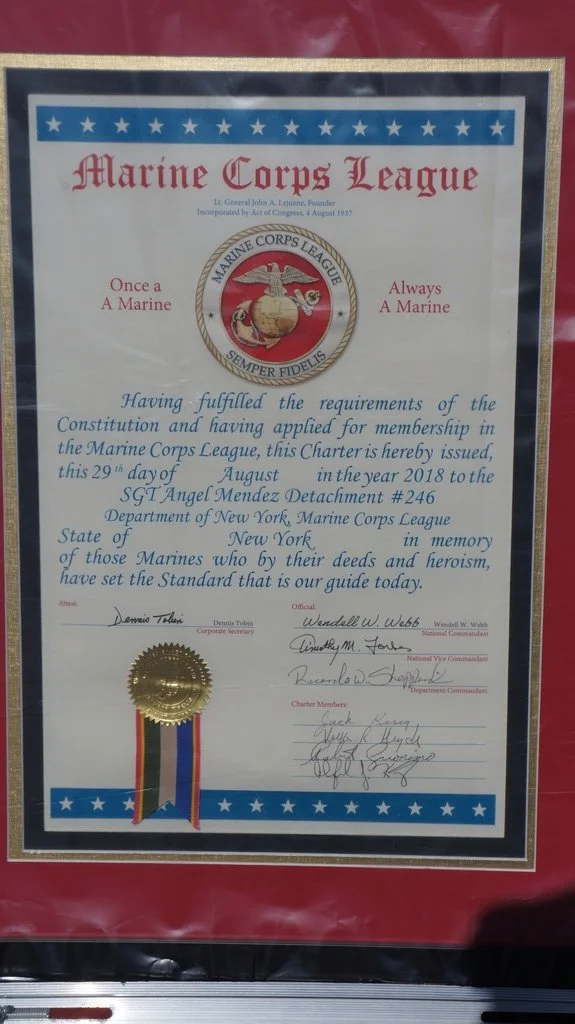 Marine Corps League
Lt. General John A. Lejuene, Founder
Incorporated by Act of Congress, 4 August 1937
MARINE CORPS LEAGUE
SEMPER FIDELIS
Once a
A Marine
Always
A Marine
Having fulfilled the requirements of the
Constitution and having applied for membership in
the Marine Corps League, this Charter is hereby issued,
this 29th day of August in the year 2018 to the
SGT Angel Mendez Detachment #246
Department of New York, Marine Corps League
State of New York in memory
of those Marines who by their deeds and heroism,
have set the Standard that is our guide today.
Attest:
Dennis Tobin Dennis Tobin
Corporate Secretary
Official:
Wendell W. Webb Wendell W. Webb
National Commandant
Timothy M.
National Vice Commandant
Ricardo W. Sheppard
Department Commandant
Charter Members: